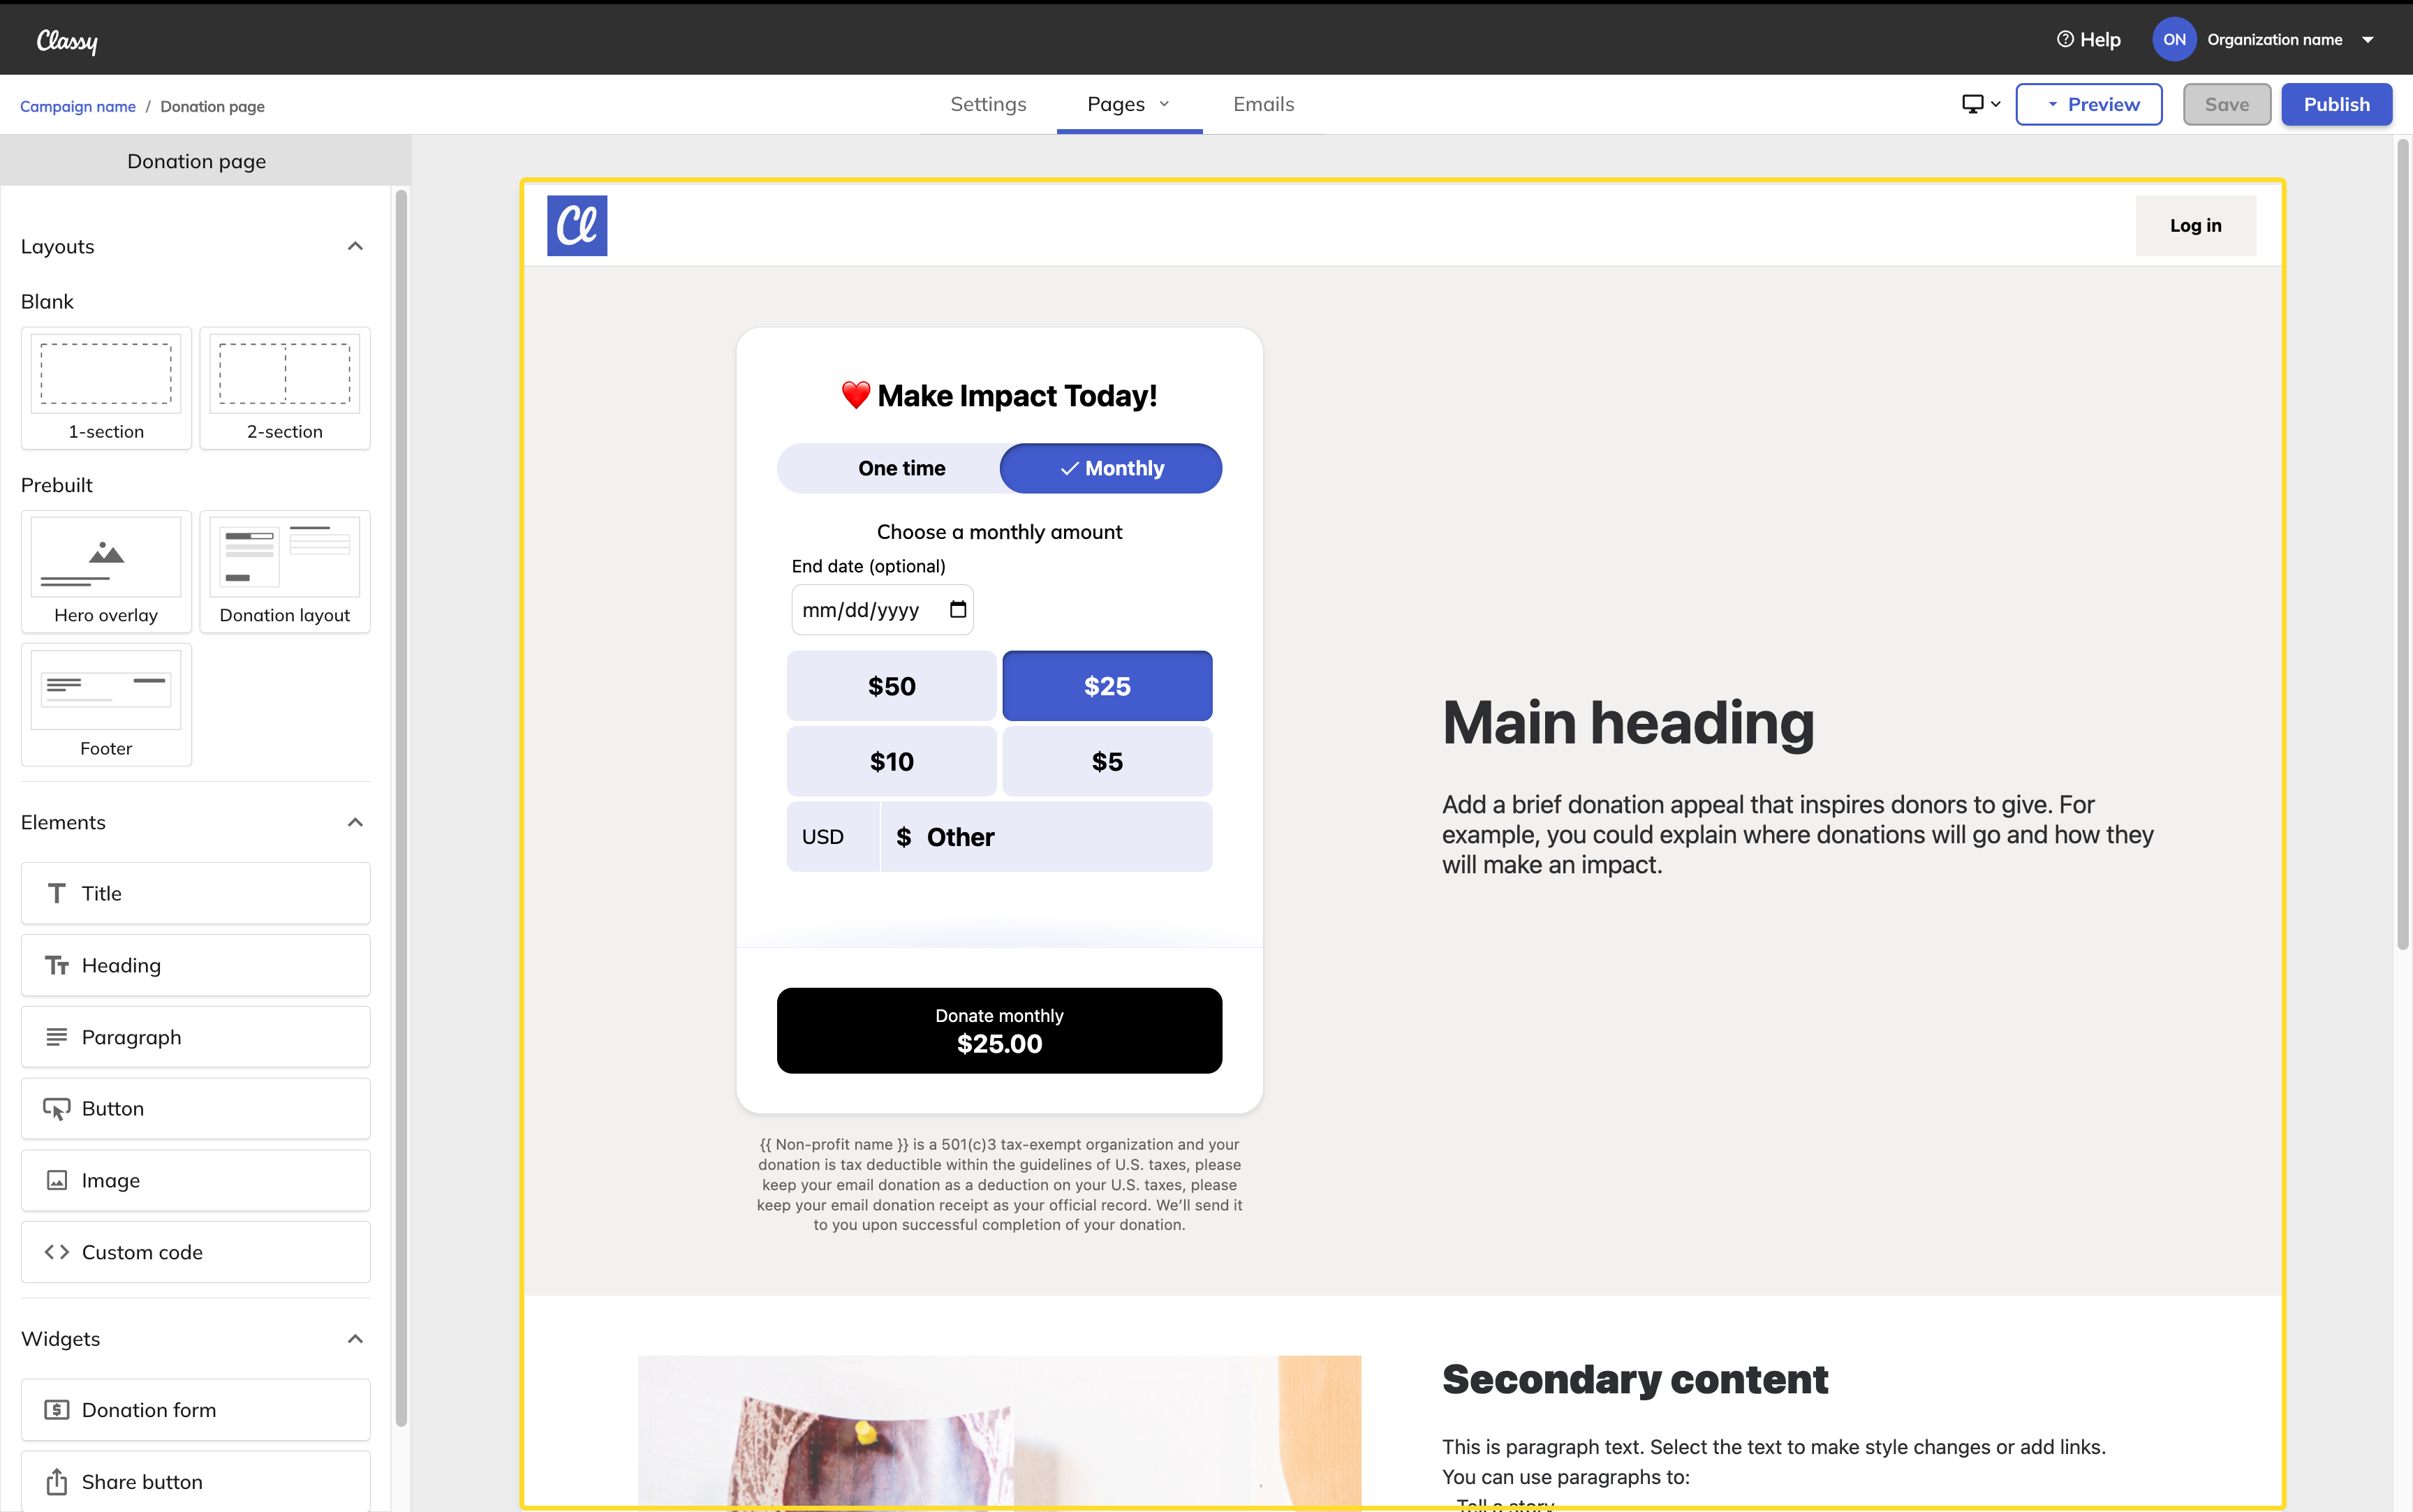 Classy
Help
ON
Organization name
Campaign name / Donation page
Settings
Pages
Emails
Preview
Save
Publish
Donation page
Layouts
Blank
1-section
2-section
Prebuilt
Hero overlay
Donation layout
Footer
Elements
Title
Heading
Paragraph
Button
Image
Custom code
Widgets
Donation form
Share button
Cl
Log in
❤️ Make Impact Today!
One time
Monthly
Choose a monthly amount
End date (optional)
mm/dd/yyyy
$50
$25
$10
$5
USD
$ Other
Donate monthly
$25.00
{{ Non-profit name }} is a 501(c)3 tax-exempt organization and your
donation is tax deductible within the guidelines of U.S. taxes, please
keep your email donation as a deduction on your U.S. taxes, please
keep your email donation receipt as your official record. We'll send it
to you upon successful completion of your donation.
Main heading
Add a brief donation appeal that inspires donors to give. For
example, you could explain where donations will go and how they
will make an impact.
Secondary content
This is paragraph text. Select the text to make style changes or add links.
You can use paragraphs to:
Tell a story